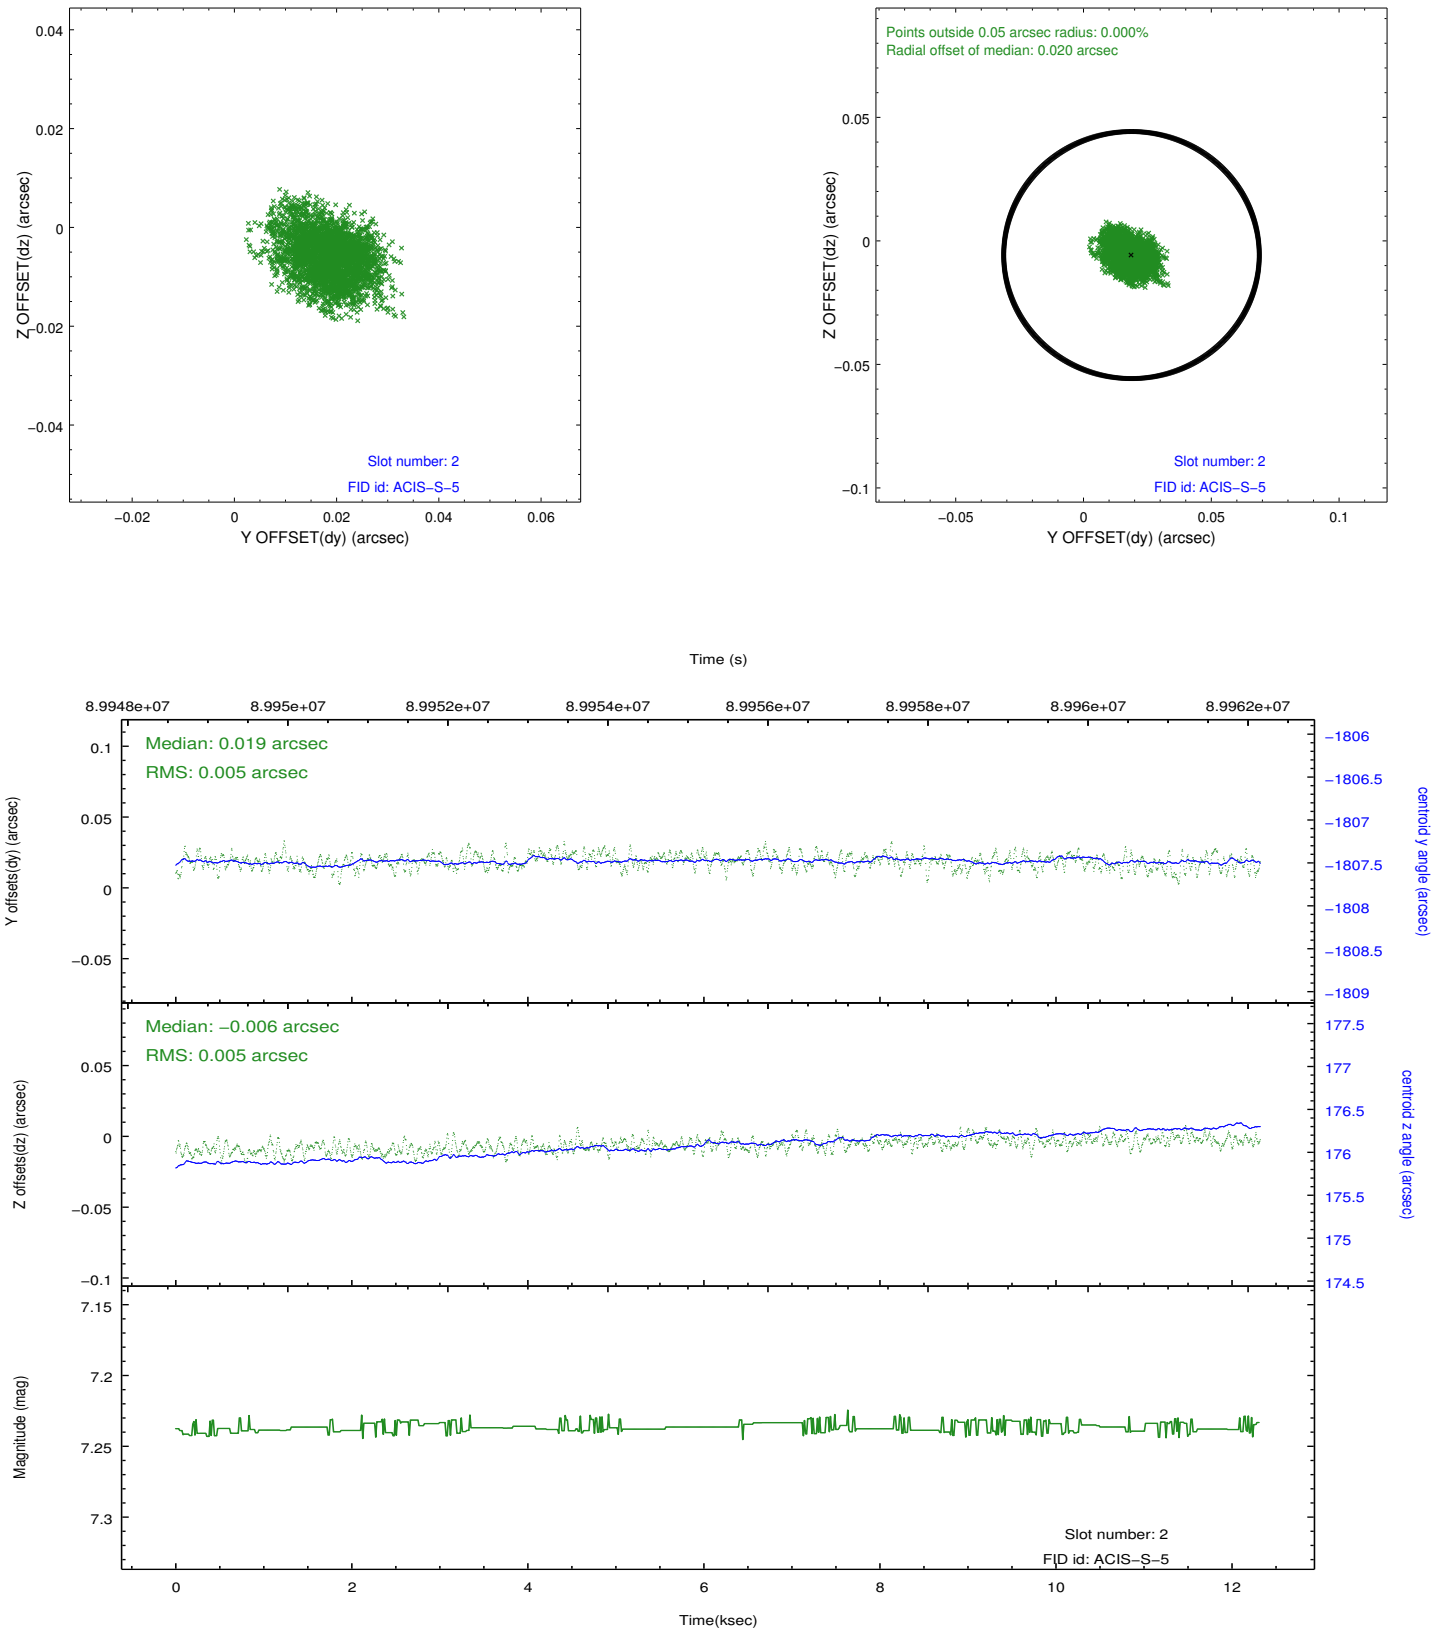 0.04
0.02
0
−0.02
−0.04
Z OFFSET(dz) (arcsec)
Slot number: 2
FID id: ACIS−S−5
−0.02
0
0.02
0.04
0.06
Y OFFSET(dy) (arcsec)
Points outside 0.05 arcsec radius: 0.000%
Radial offset of median: 0.020 arcsec
0.05
0
−0.05
−0.1
Z OFFSET(dz) (arcsec)
Slot number: 2
FID id: ACIS−S−5
−0.05
0
0.05
0.1
Y OFFSET(dy) (arcsec)
Time (s)
8.9948e+07
8.995e+07
8.9952e+07
8.9954e+07
8.9956e+07
8.9958e+07
8.996e+07
8.9962e+07
Median: 0.019 arcsec
RMS: 0.005 arcsec
0.1
0.05
0
−0.05
Y offsets(dy) (arcsec)
−1806
−1806.5
−1807
−1807.5
−1808
−1808.5
−1809
centroid y angle (arcsec)
Median: −0.006 arcsec
RMS: 0.005 arcsec
0.05
0
−0.05
−0.1
Z offsets(dz) (arcsec)
177.5
177
176.5
176
175.5
175
174.5
centroid z angle (arcsec)
7.15
7.2
7.25
7.3
Magnitude (mag)
Slot number: 2
FID id: ACIS−S−5
0
2
4
6
8
10
12
Time(ksec)